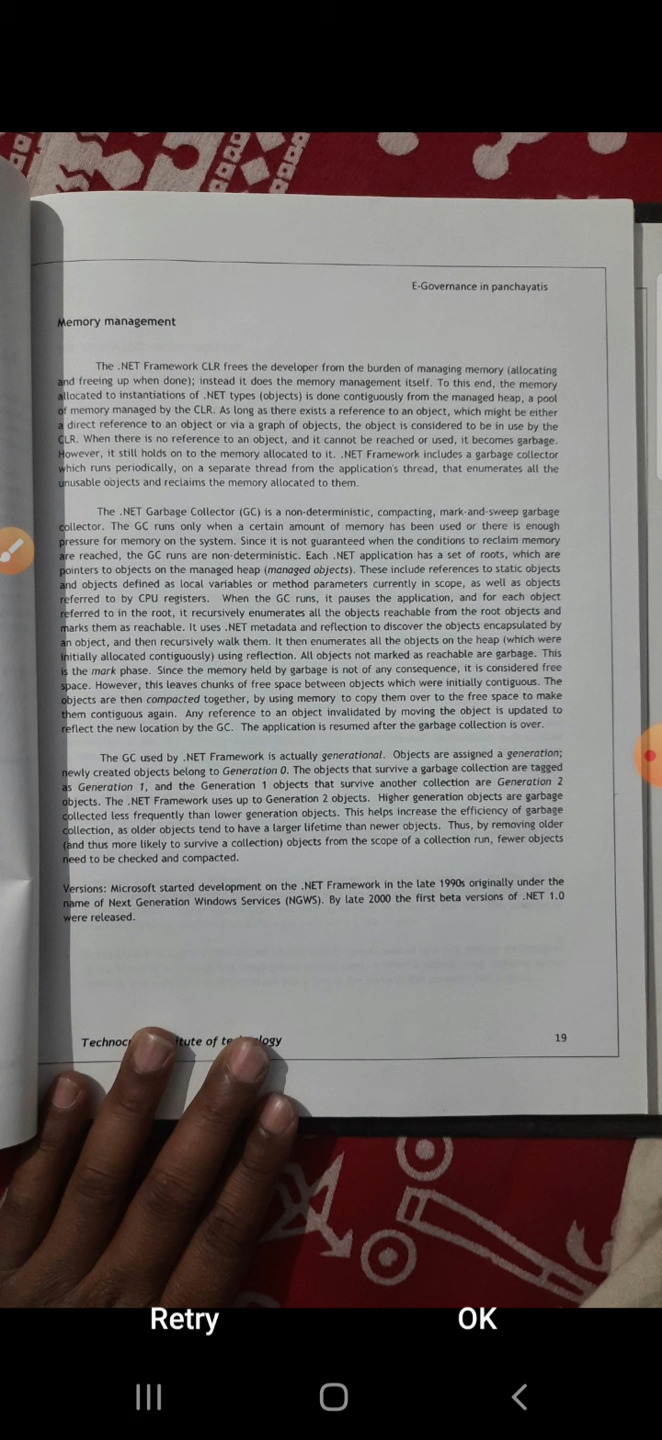 E-Governance in panchayatis
Memory management
The .NET Framework CLR frees the developer from the burden of managing memory (allocating
and freeing up when done); instead it does the memory management itself. To this end, the memory
allocated to instantiations of .NET types (objects) is done contiguously from the managed heap, a pool
of memory managed by the CLR. As long as there exists a reference to an object, which might be either
a direct reference to an object or via a graph of objects, the object is considered to be in use by the
CLR. When there is no reference to an object, and it cannot be reached or used, it becomes garbage.
However, it still holds on to the memory allocated to it. .NET Framework includes a garbage collector
which runs periodically, on a separate thread from the application's thread, that enumerates all the
unusable objects and reclaims the memory allocated to them.
The .NET Garbage Collector (GC) is a non-deterministic, compacting, mark-and-sweep garbage
collector. The GC runs only when a certain amount of memory has been used or there is enough
pressure for memory on the system. Since it is not guaranteed when the conditions to reclaim memory
are reached, the GC runs are non-deterministic. Each .NET application has a set of roots, which are
pointers to objects on the managed heap (managed objects). These include references to static objects
and objects defined as local variables or method parameters currently in scope, as well as objects
referred to by CPU registers. When the GC runs, it pauses the application, and for each object
referred to in the root, it recursively enumerates all the objects reachable from the root objects and
marks them as reachable. It uses .NET metadata and reflection to discover the objects encapsulated by
an object, and then recursively walk them. It then enumerates all the objects on the heap (which were
initially allocated contiguously) using reflection. All objects not marked as reachable are garbage. This
is the mark phase. Since the memory held by garbage is not of any consequence, it is considered free
space. However, this leaves chunks of free space between objects which were initially contiguous. The
objects are then compacted together, by using memory to copy them over to the free space to make
them contiguous again. Any reference to an object invalidated by moving the object is updated to
reflect the new location by the GC. The application is resumed after the garbage collection is over.
The GC used by .NET Framework is actually generational. Objects are assigned a generation;
newly created objects belong to Generation 0. The objects that survive a garbage collection are tagged
as Generation 1, and the Generation 1 objects that survive another collection are Generation 2
objects. The .NET Framework uses up to Generation 2 objects. Higher generation objects are garbage
collected less frequently than lower generation objects. This helps increase the efficiency of garbage
collection, as older objects tend to have a larger lifetime than newer objects. Thus, by removing older
(and thus more likely to survive a collection) objects from the scope of a collection run, fewer objects
need to be checked and compacted.
Versions: Microsoft started development on the .NET Framework in the late 1990s originally under the
name of Next Generation Windows Services (NGWS). By late 2000 the first beta versions of .NET 1.0
were released.
of 19
Retry OK